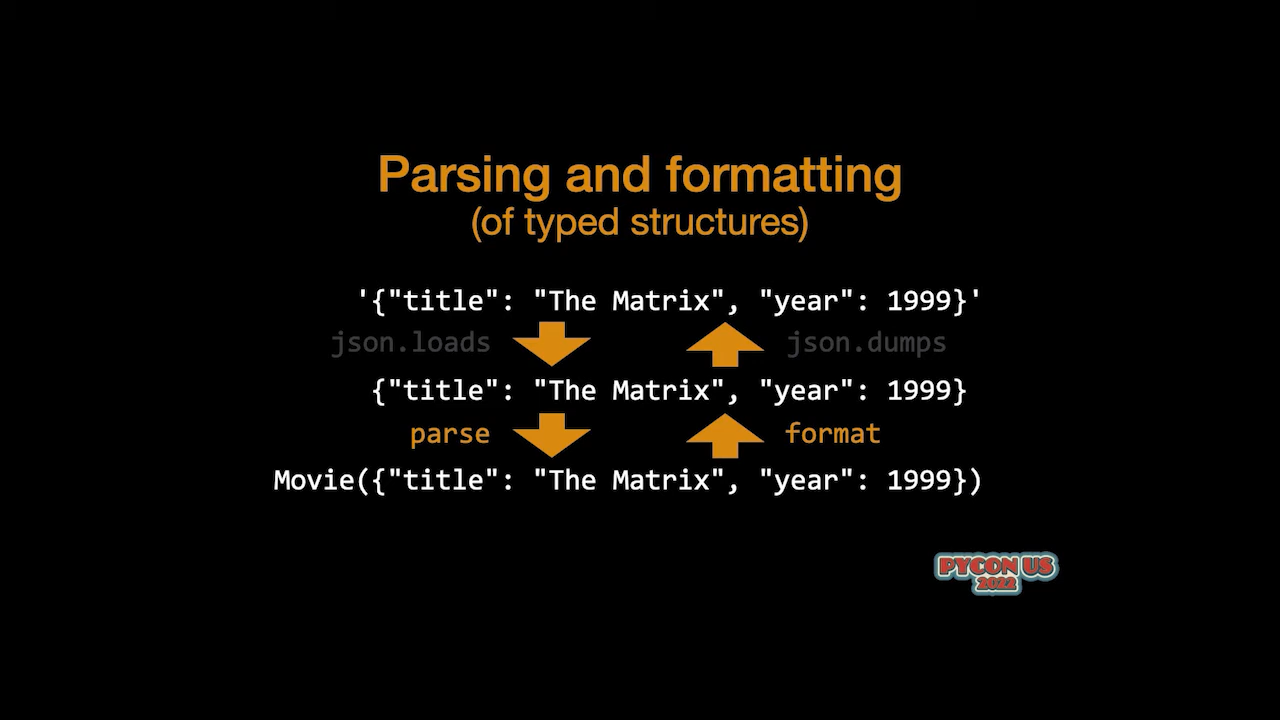 Parsing and formatting
(of typed structures)
'{"title": "The Matrix", "year": 1999}'
json.loads json.dumps
{"title": "The Matrix", "year": 1999}
parse format
Movie({"title": "The Matrix", "year": 1999})
PYCON US
2022